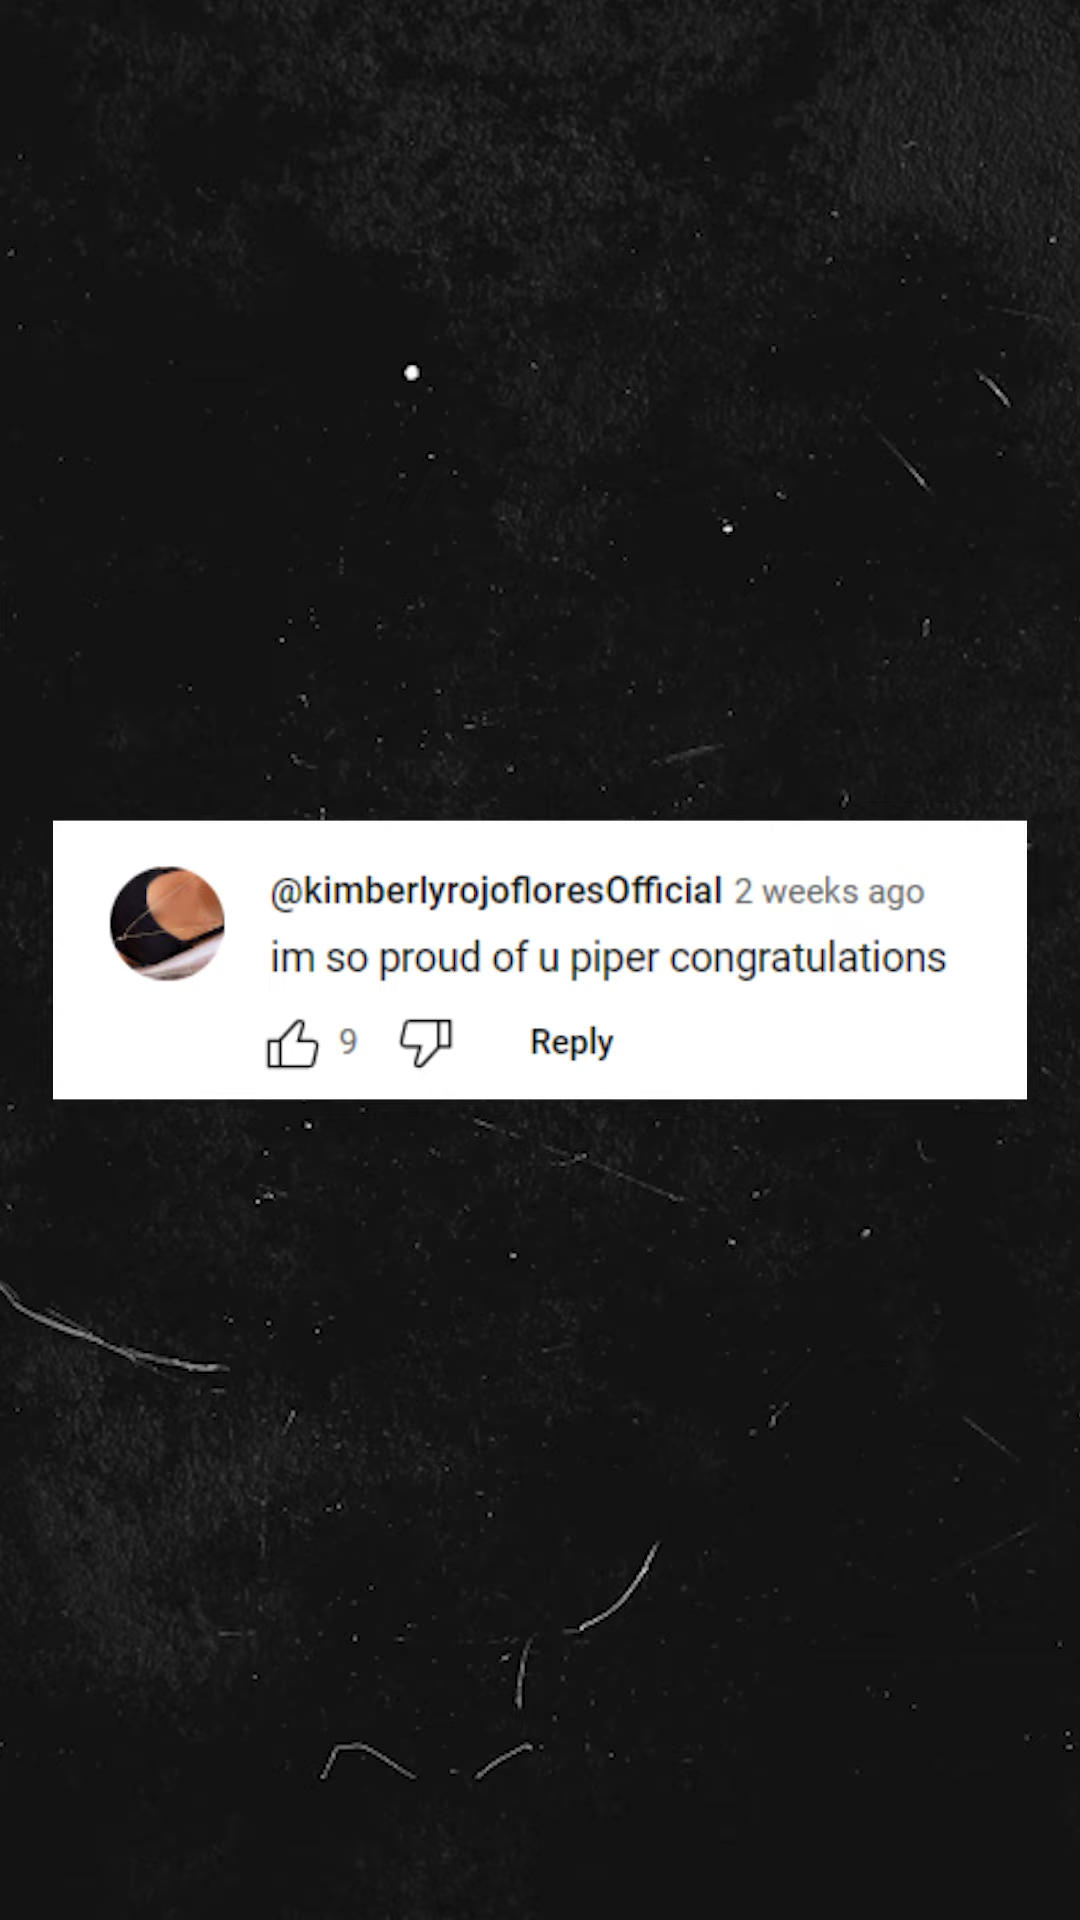 @kimberlyrojofloresOfficial 2 weeks ago
im so proud of u piper congratulations
9 Reply